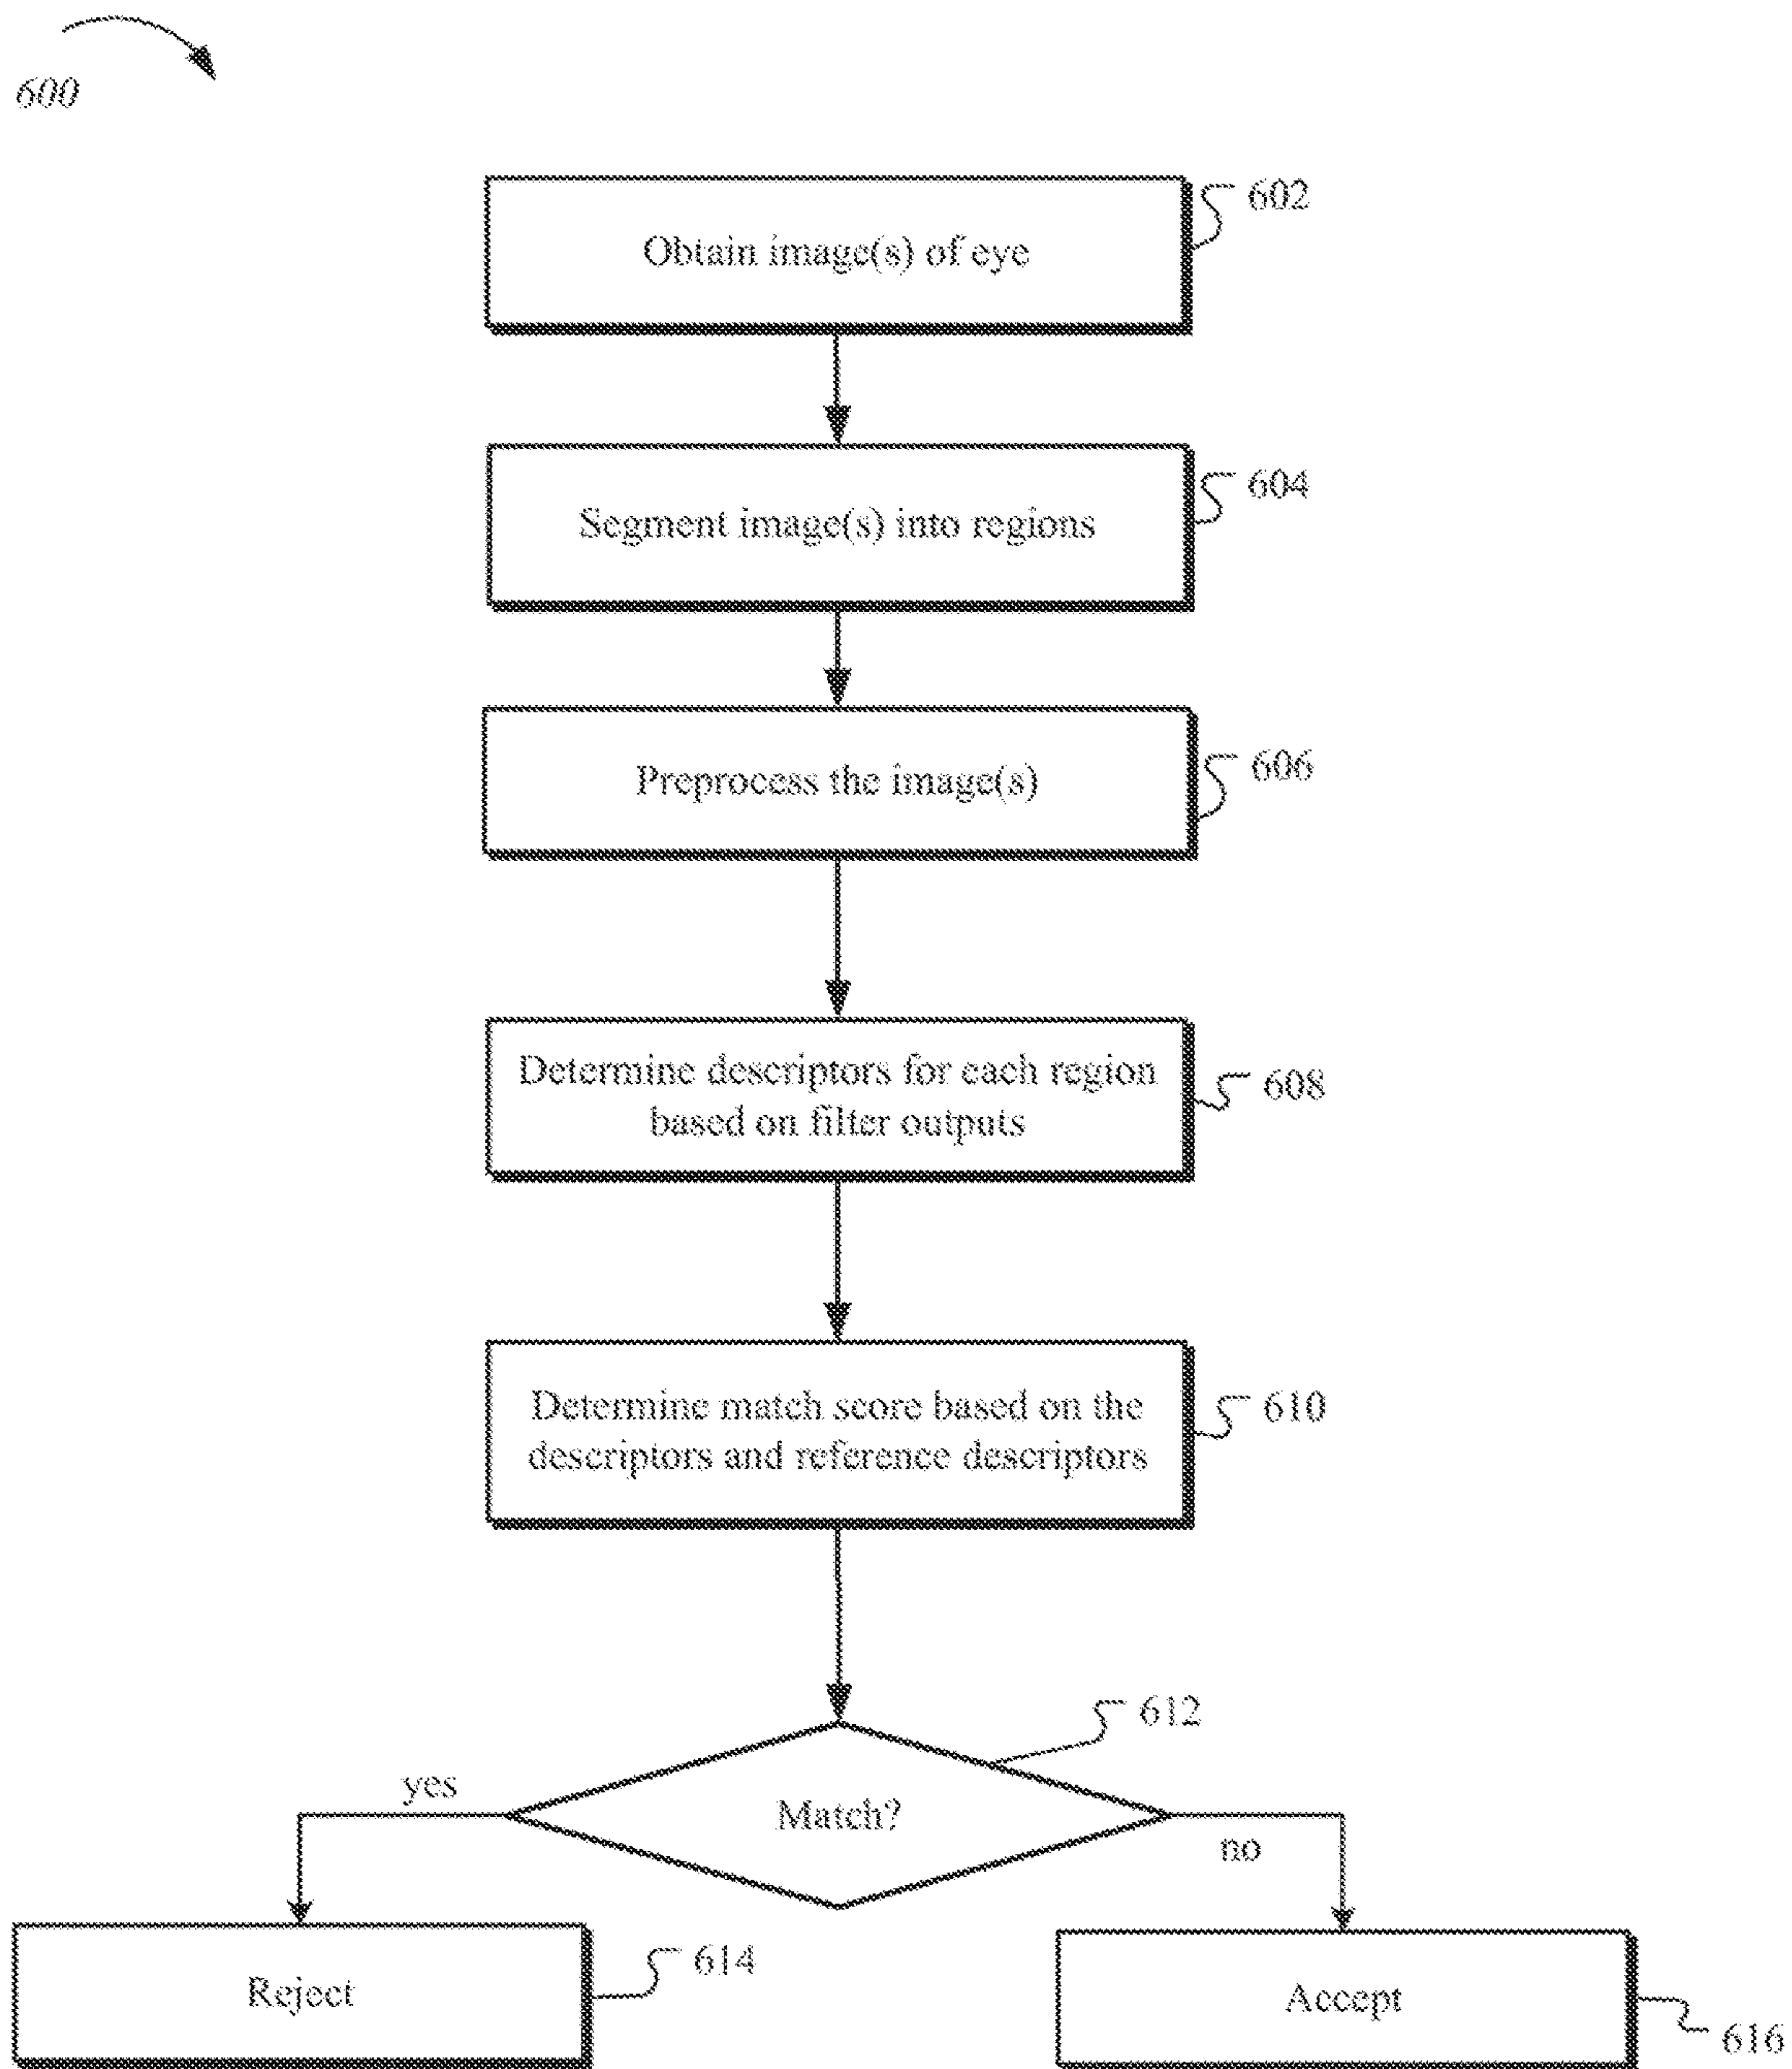 600
Obtain image(s) of eye
602
Segment image(s) into regions
604
Preprocess the image(s)
606
Determine descriptors for each region
based on filter outputs
608
Determine match score based on the
descriptors and reference descriptors
610
612
yes
Match?
no
Reject
614
Accept
616